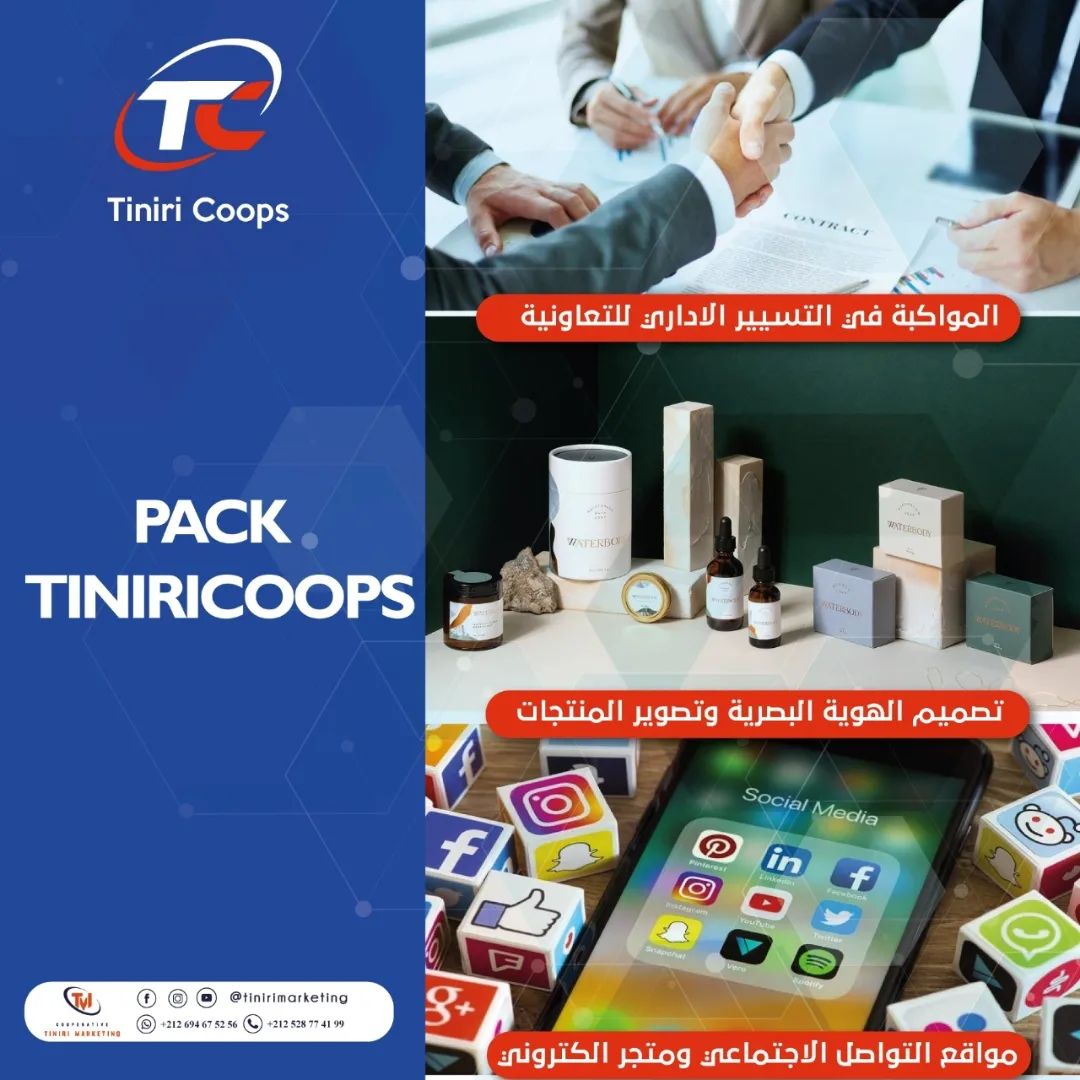 TC
Tiniri Coops
PACK
TINIRICOOPS
CONTRACT
المواكبة في التسيير الاداري للتعاونية
WATERBODY
WATERBODY
WATERBODY
تصميم الهوية البصرية وتصوير المنتجات
Social Media
Pinterest
Linkedin
Facebook
Instagram
YouTube
Twitter
Snapchat
Vero
Spotify
g+
مواقع التواصل الاجتماعي ومتجر الكتروني
TM
COOPERATIVE
TINIRI MARKETING
@tinirimarketing
+212 694 67 52 56
+212 528 77 41 99